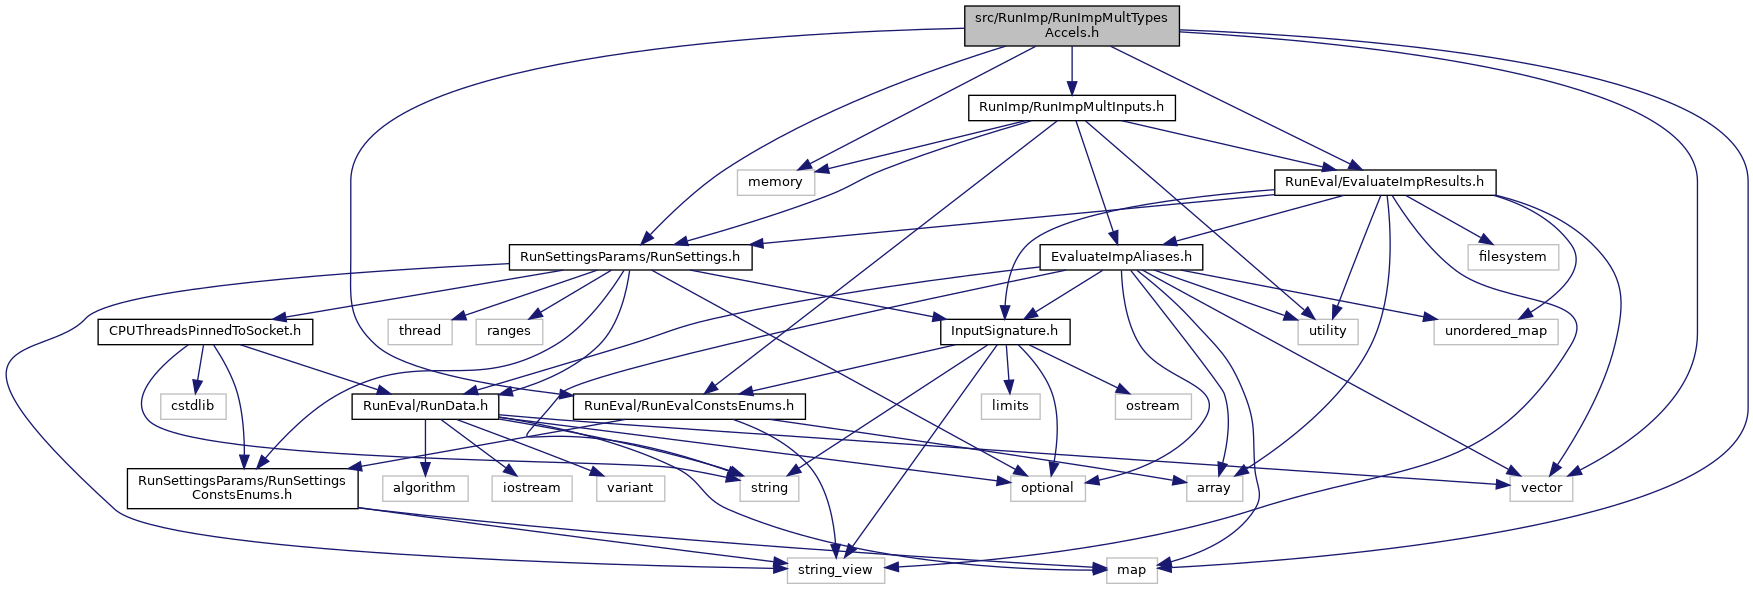 src/RunImp/RunImpMultTypes
Accels.h
RunImp/RunImpMultInputs.h
memory
RunEval/EvaluateImpResults.h
RunSettingsParams/RunSettings.h
EvaluateImpAliases.h
filesystem
CPUThreadsPinnedToSocket.h
thread
ranges
InputSignature.h
utility
unordered_map
cstdlib
RunEval/RunData.h
RunEval/RunEvalConstsEnums.h
limits
ostream
RunSettingsParams/RunSettings
ConstsEnums.h
algorithm
iostream
variant
string
optional
array
vector
string_view
map